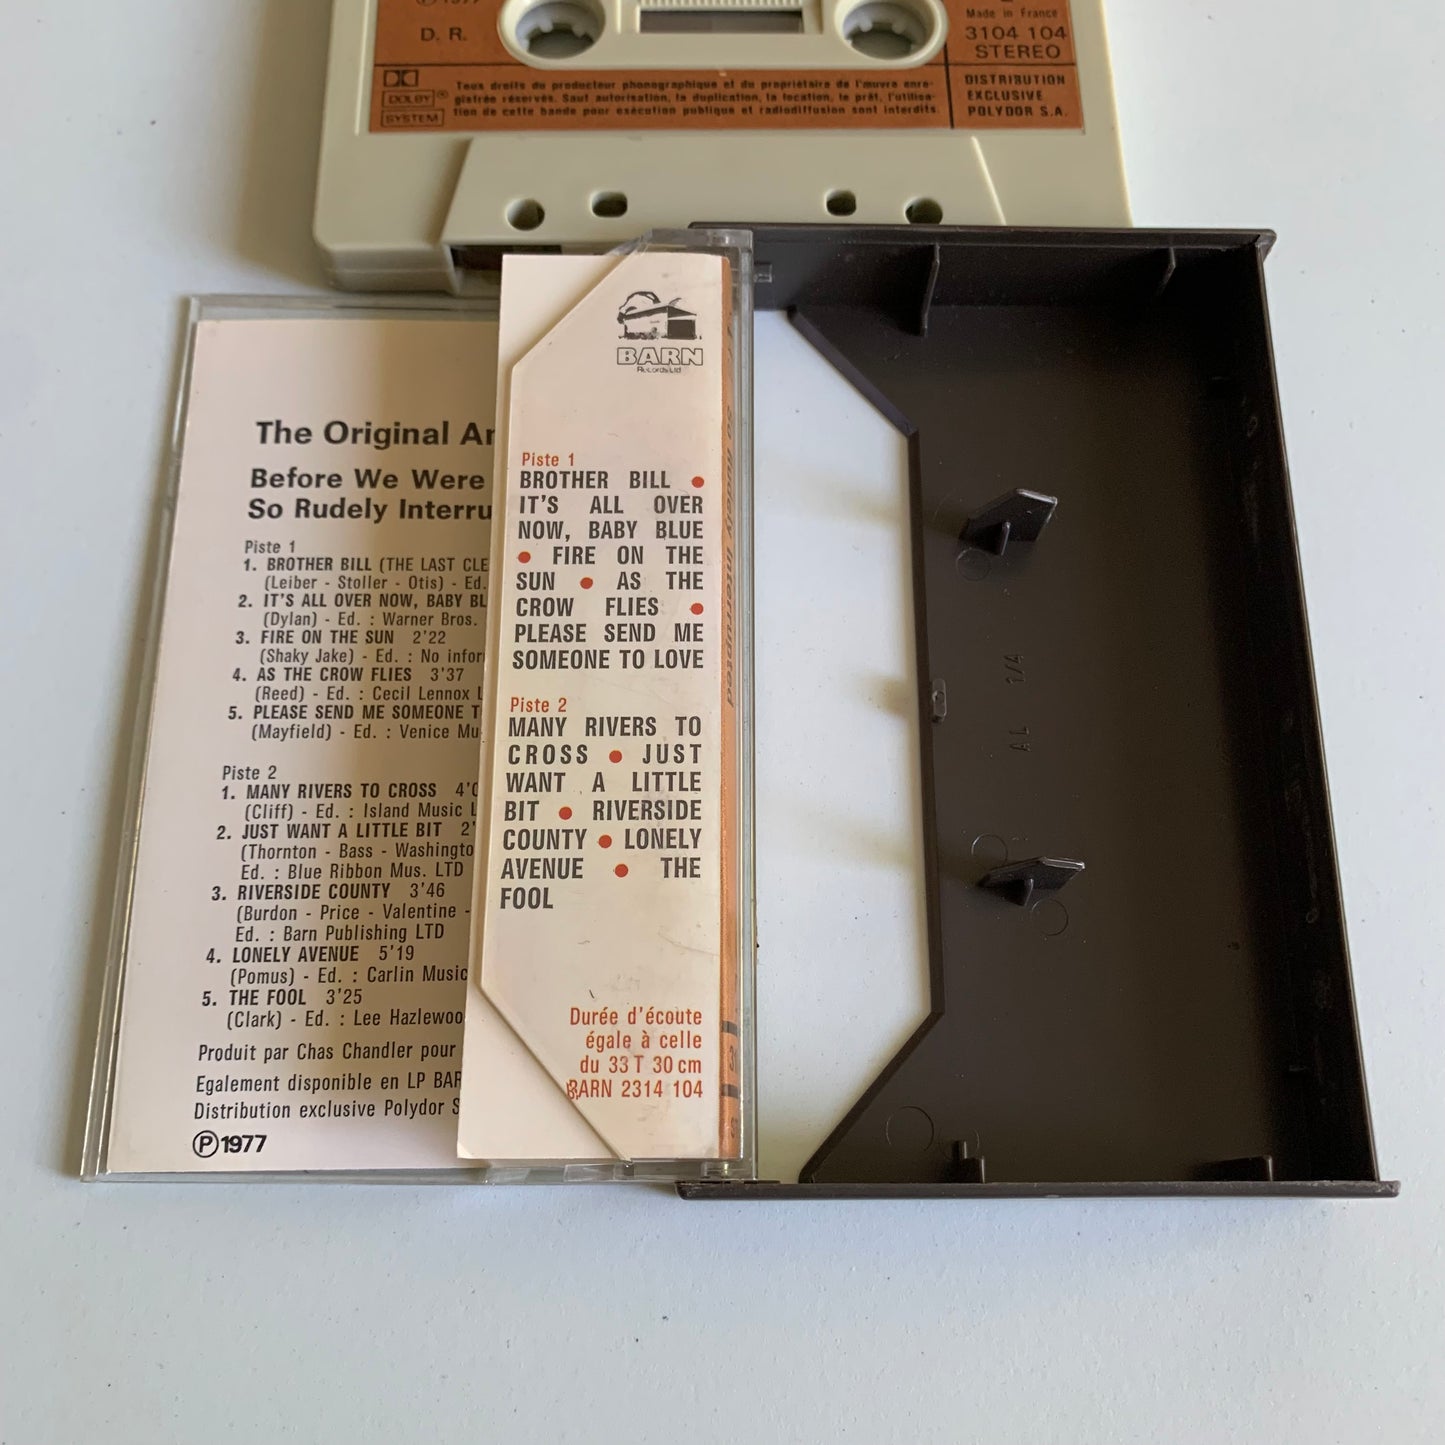 D. R.
Made in France
3104 104
STEREO
DOLBY
SYSTEM
Tous droits du producteur phonographique et du propriétaire de l'œuvre enre-
gistrée réservés. Sauf autorisation, la duplication, la location, le prêt, l'utilisa-
tion de cette bande pour exécution publique et radiodiffusion sont interdits.
DISTRIBUTION
EXCLUSIVE
POLYDOR S.A.
The Original
Before We Were
So Rudely
Piste 1
1. BROTHER BILL (THE LAST
(Leiber - Stoller - Otis) - Ed.
2. IT'S ALL OVER NOW, BABY
(Dylan) - Ed. : Warner Bros.
3. FIRE ON THE SUN 2'22
(Shaky Jake) - Ed. : No
4. AS THE CROW FLIES 3'37
(Reed) - Ed. : Cecil Lennox
5. PLEASE SEND ME SOMEONE
(Mayfield) - Ed. : Venice
Piste 2
1. MANY RIVERS TO CROSS
(Cliff) - Ed. : Island Music
2. JUST WANT A LITTLE BIT
(Thornton - Bass -
Ed. : Blue Ribbon Mus. LTD
3. RIVERSIDE COUNTY 3'46
(Burdon - Price - Valentine -
Ed. : Barn Publishing LTD
4. LONELY AVENUE 5'19
(Pomus) - Ed. : Carlin Music
5. THE FOOL 3'25
(Clark) - Ed. : Lee
Produit par Chas Chandler pour
Egalement disponible en LP
Distribution exclusive Polydor
Ⓟ 1977
BARN
Records Ltd
Piste 1
BROTHER BILL ●
IT'S ALL OVER
NOW, BABY BLUE
● FIRE ON THE
SUN ● AS THE
CROW FLIES ●
PLEASE SEND ME
SOMEONE TO LOVE
Piste 2
MANY RIVERS TO
CROSS ● JUST
WANT A LITTLE
BIT ● RIVERSIDE
COUNTY ● LONELY
AVENUE ● THE
FOOL
Durée d'écoute
égale à celle
du 33 T 30 cm
BARN 2314 104
So Rudely Interrupted
AL 1/4